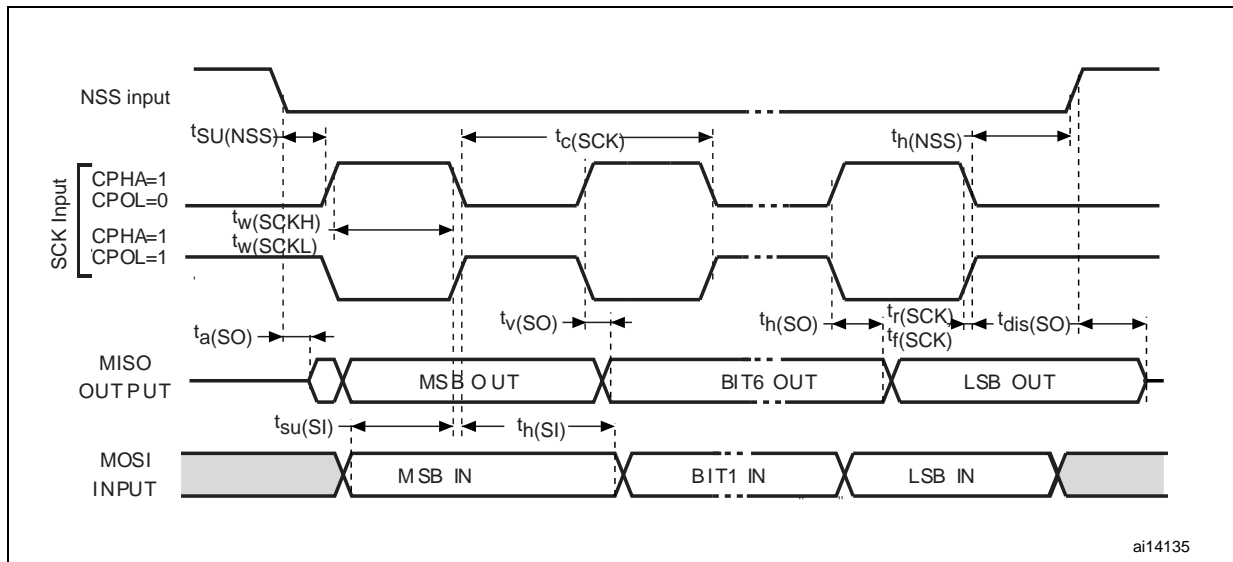 NSS input
tSU(NSS)
tc(SCK)
th(NSS)
SCK Input
CPHA=1
CPOL=0
tw(SCKH)
CPHA=1
tw(SCKL)
CPOL=1
ta(SO)
tv(SO)
th(SO)
tr(SCK)
tf(SCK)
tdis(SO)
MISO
OUTPUT
MSB OUT
BIT6 OUT
LSB OUT
tsu(SI)
th(SI)
MOSI
INPUT
MSB IN
BIT1 IN
LSB IN
ai14135